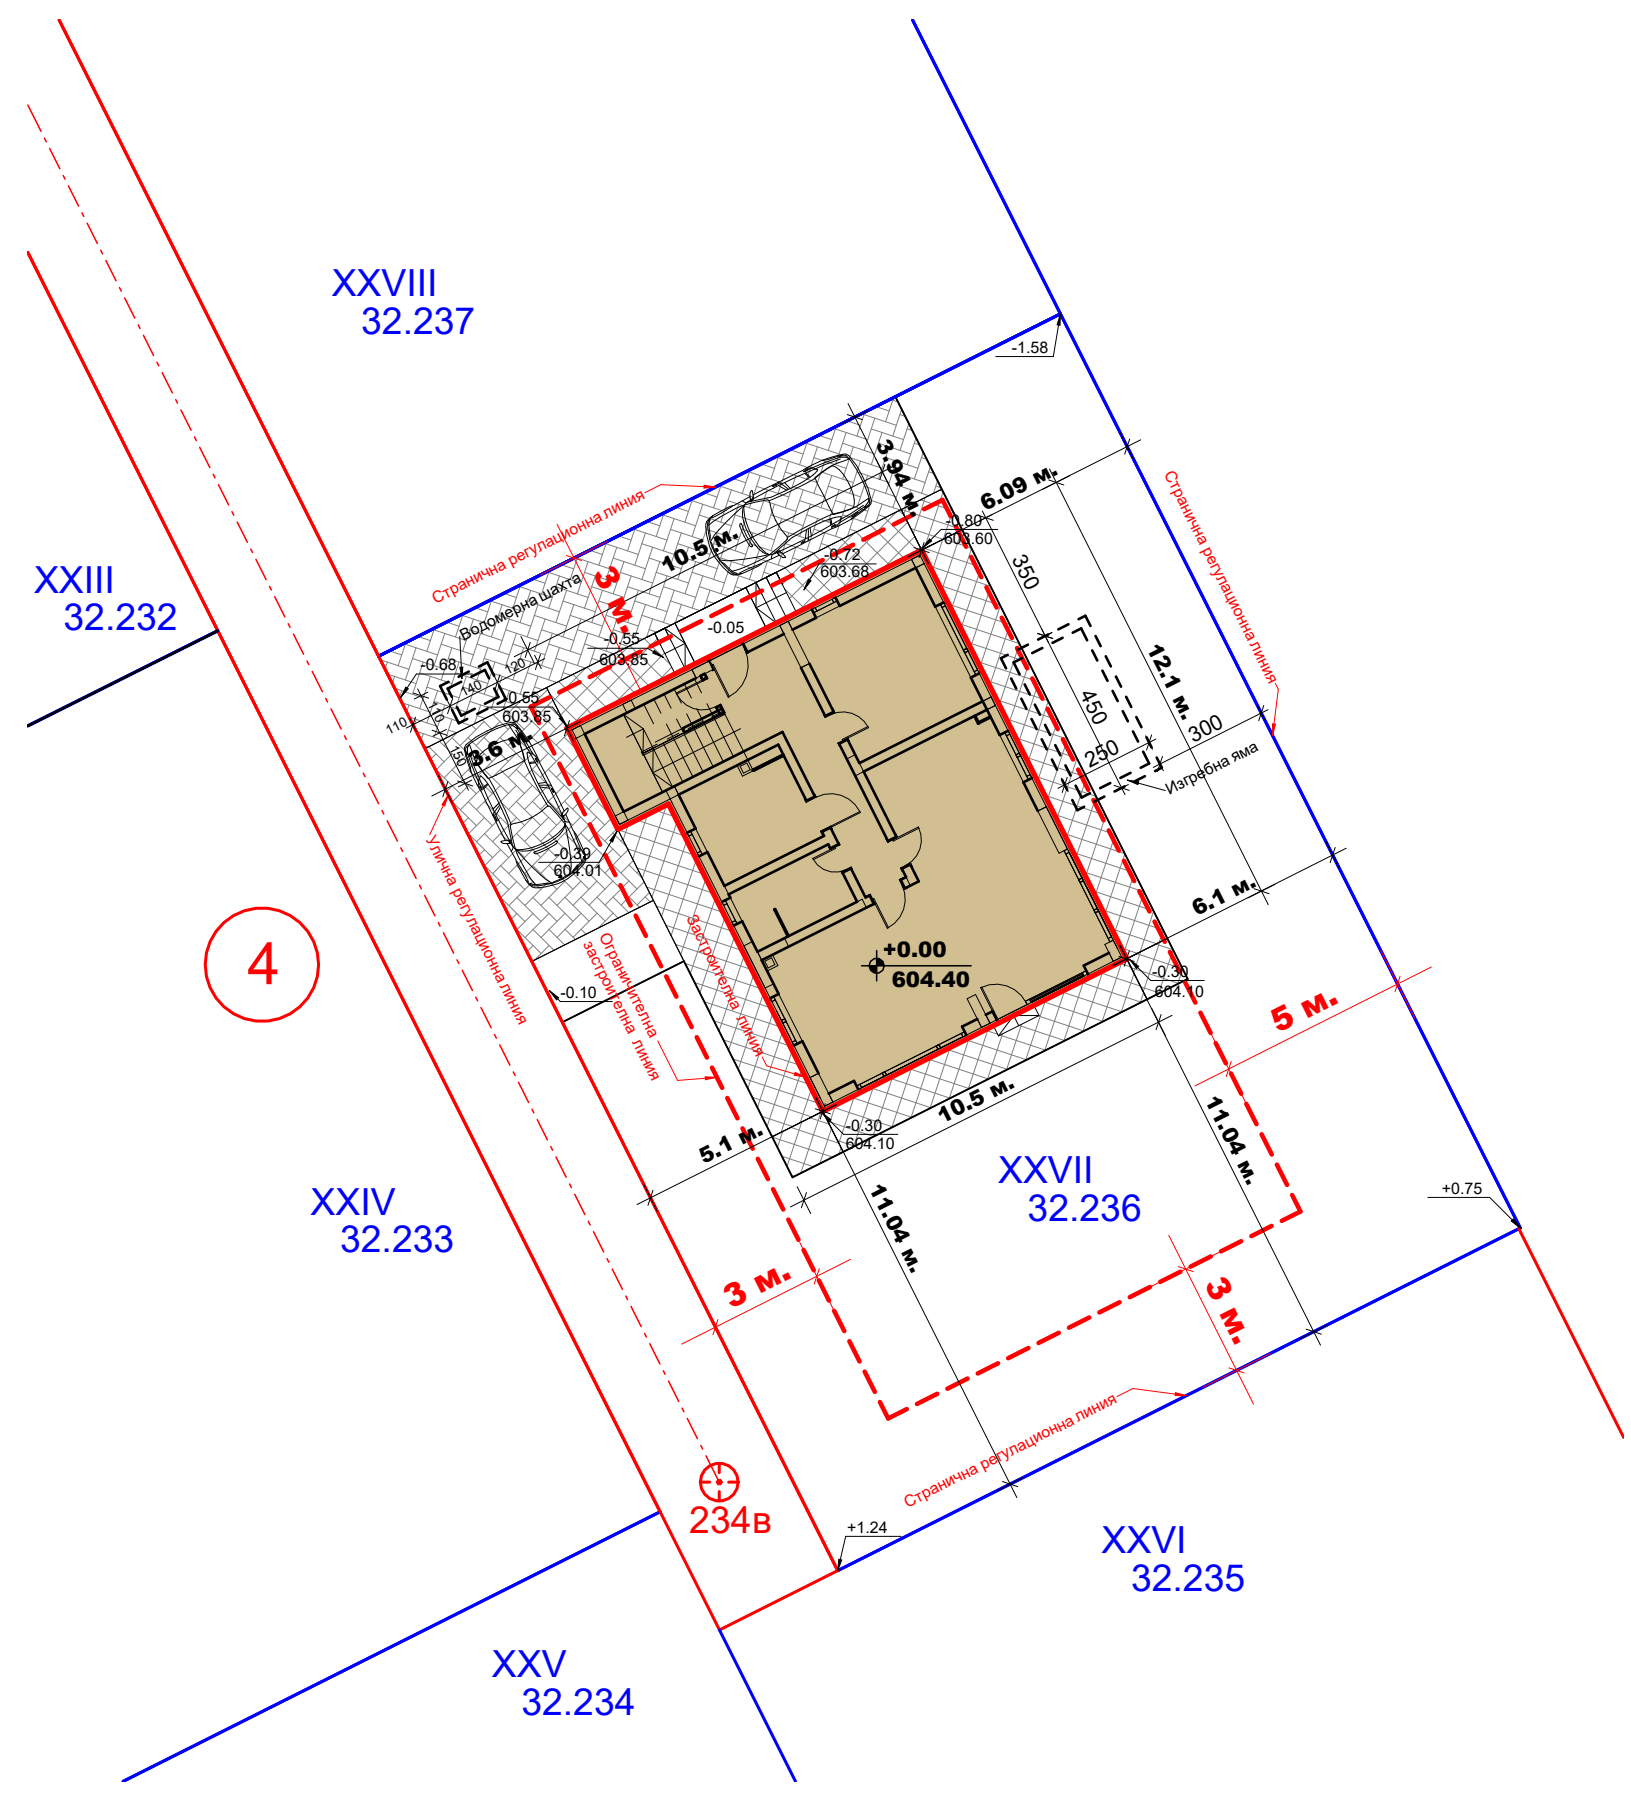 XXVIII
32.237
-1.58
Странична регулационна линия
3.94 м.
6.09 м.
Странична регулационна линия
10.5 м.
-0.80
603.60
-0.72
603.68
350
XXIII
32.232
3 м.
Водомерна шахта
-0.05
-0.55
603.85
-0.68
120
140
110
110
150
-0.55
603.85
3.6 м.
12.1 м.
450
300
250
Изгребна яма
Улична регулационна линия
-0.39
604.01
6.1 м.
4
Ограничителна
застроителна линия
Застроителна линия
+0.00
604.40
-0.10
-0.30
604.10
5 м.
10.5 м.
11.04 м.
-0.30
604.10
5.1 м.
XXVII
32.236
+0.75
XXIV
32.233
11.04 м.
3 м.
3 м.
Странична регулационна линия
234в
+1.24
XXVI
32.235
XXV
32.234